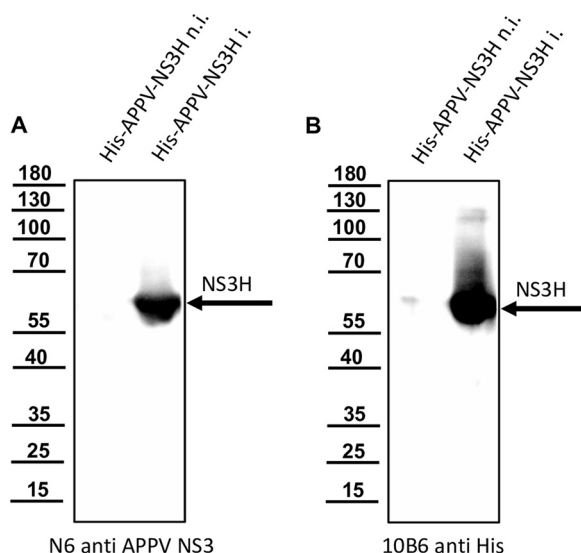 A
His-APPV-NS3H n.i.
His-APPV-NS3H i.
180
130
100
70
55
40
35
25
15
NS3H
N6 anti APPV NS3
B
His-APPV-NS3H n.i.
His-APPV-NS3H i.
180
130
100
70
55
40
35
25
15
NS3H
10B6 anti His